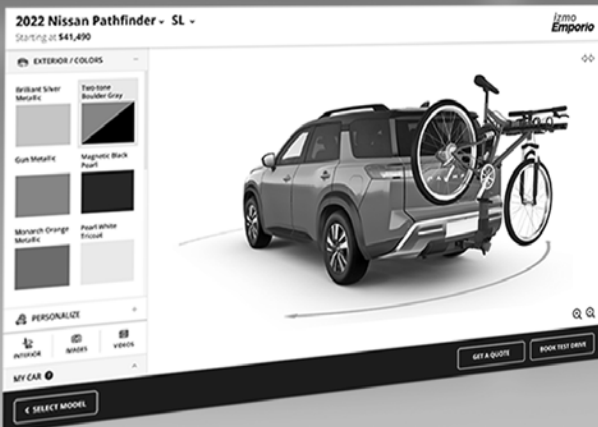 2022 Nissan Pathfinder SL
Starting at $41,490
izmo
Emporio
EXTERIOR / COLORS
Brilliant Silver
Metallic
Two-tone
Boulder Gray
Gun Metallic
Magnetic Black
Pearl
Monarch Orange
Metallic
Pearl White
Tricoat
PERSONALIZE
INTERIOR
IMAGES
VIDEOS
MY CAR ?
GET A QUOTE
BOOK TEST DRIVE
SELECT MODEL